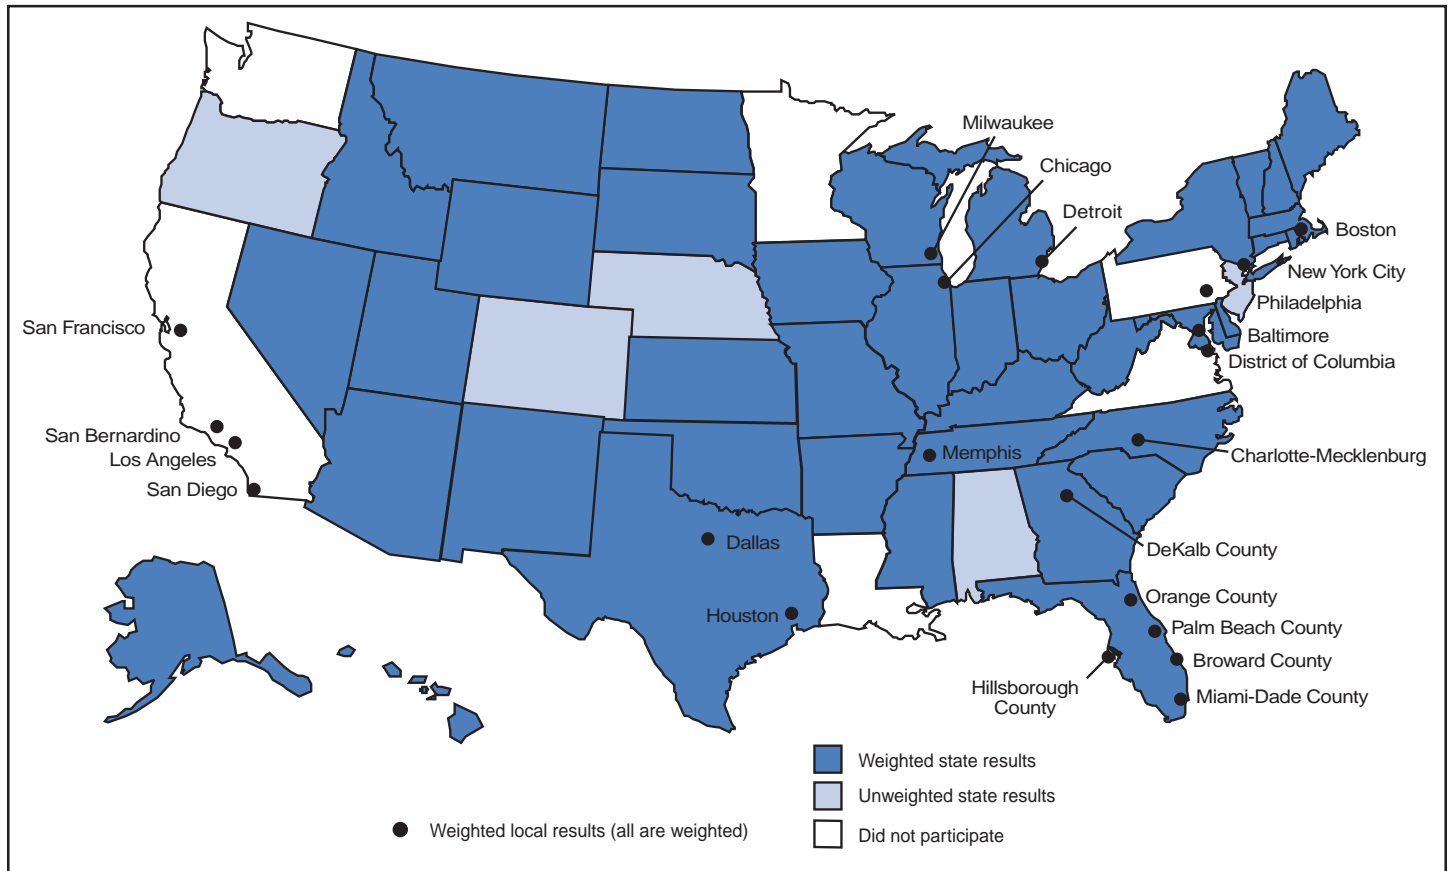 Milwaukee
Chicago
Detroit
Boston
New York City
Philadelphia
Baltimore
District of Columbia
San Francisco
San Bernardino
Los Angeles
San Diego
Memphis
Charlotte-Mecklenburg
Dallas
DeKalb County
Houston
Orange County
Palm Beach County
Broward County
Hillsborough
County
Miami-Dade County
Weighted state results
Unweighted state results
Weighted local results (all are weighted)
Did not participate